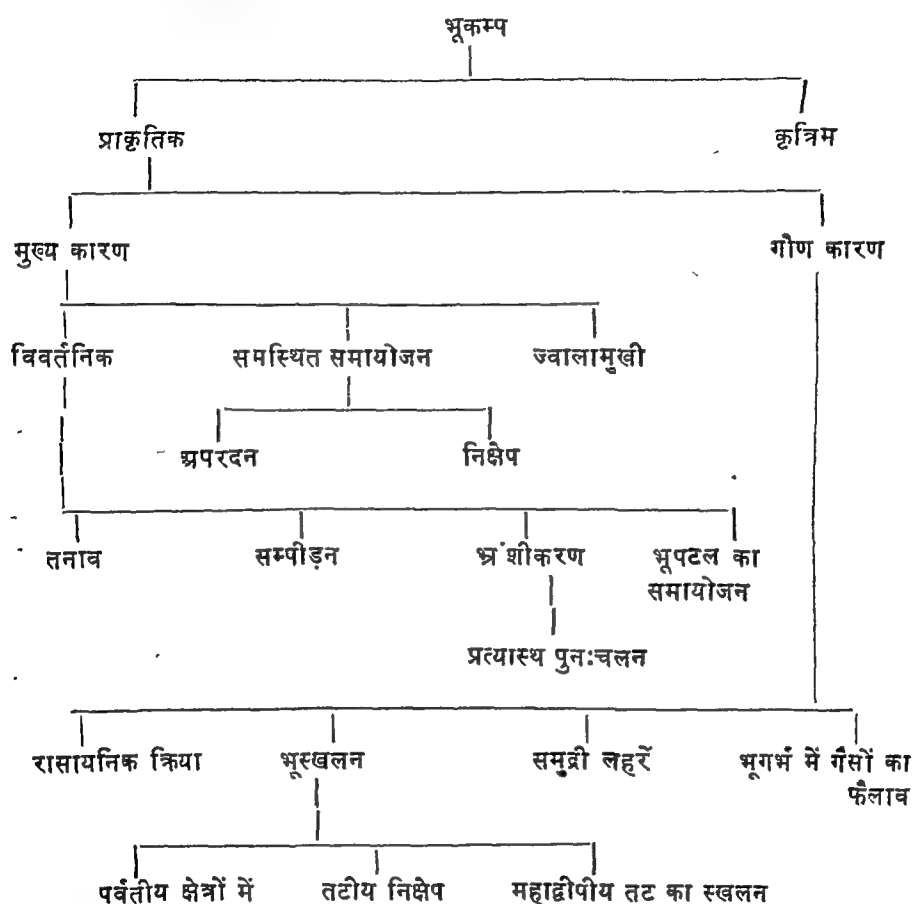 भूकम्प
प्राकृतिक कृत्रिम
मुख्य कारण गौण कारण
विवर्तनिक समस्थित समायोजन ज्वालामुखी
अपरदन निक्षेप
तनाव सम्पीड़न भ्रंशीकरण भूपटल का
समायोजन
प्रत्यास्थ पुनःचलन
रासायनिक क्रिया भूस्खलन समुद्री लहरें भूगर्भ में गैसों का
फैलाव
पर्वतीय क्षेत्रों में तटीय निक्षेप महाद्वीपीय तट का स्खलन